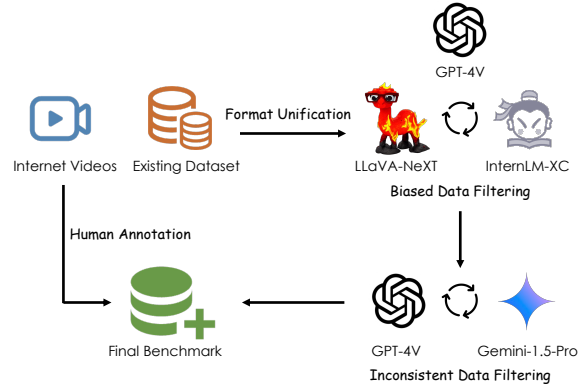 GPT-4V
Format Unification
Internet Videos
Existing Dataset
LLaVA-NeXT
InternLM-XC
Biased Data Filtering
Human Annotation
Final Benchmark
GPT-4V
Gemini-1.5-Pro
Inconsistent Data Filtering